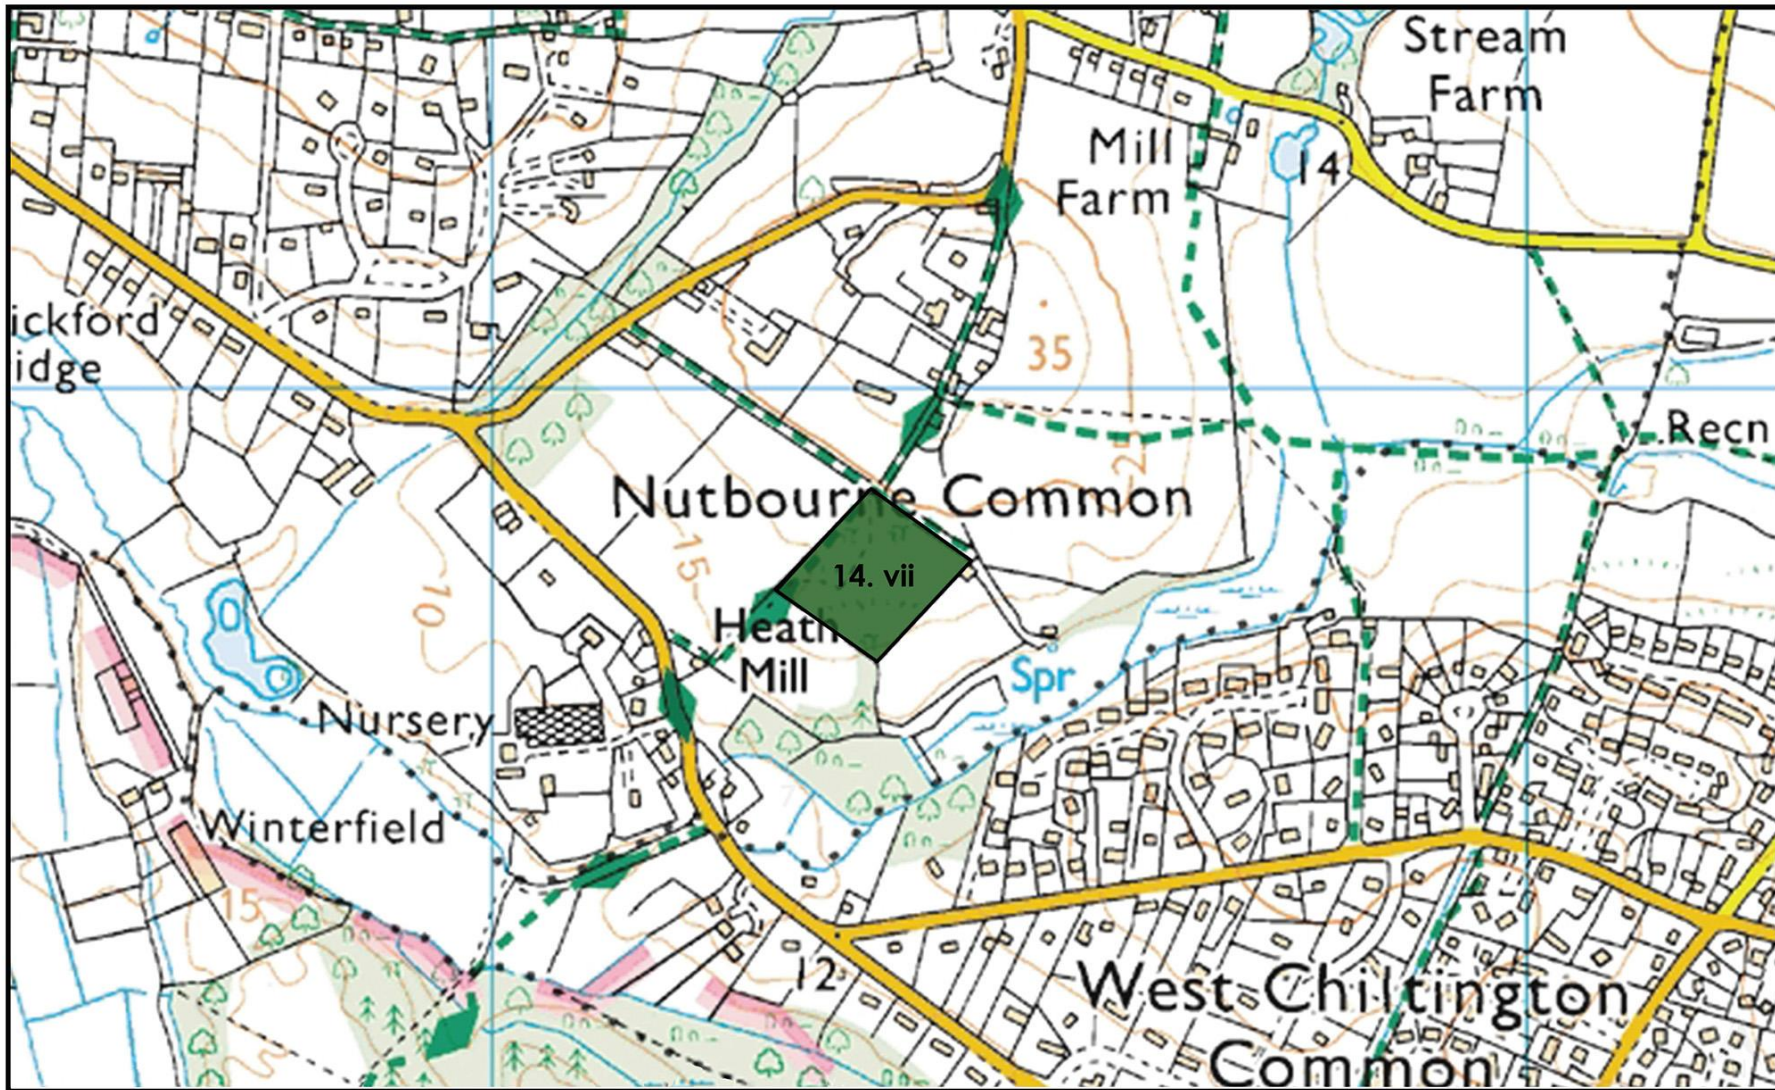 Stream
Farm
Mill
Farm
14
ickford
idge
35
Recn
25
Nutbourne Common
15
14. vii
10
Heath
Mill
Spr
Nursery
Winterfield
15
12
West Chiltington
Common